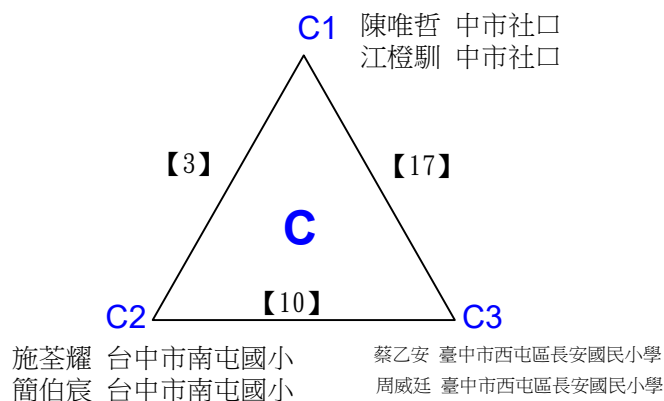 C1
陳唯哲 中市社口
江橙馴 中市社口
【3】
【17】
C
【10】
C2
C3
施荃耀 台中市南屯國小
簡伯宸 台中市南屯國小
蔡乙安 臺中市西屯區長安國民小學
周威廷 臺中市西屯區長安國民小學